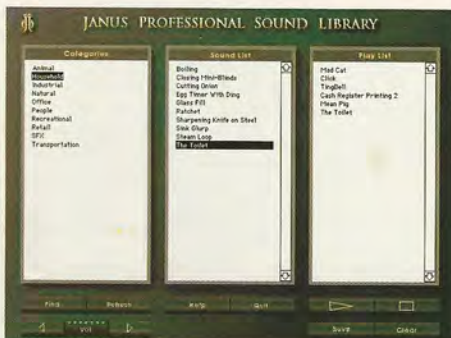 JANUS PROFESSIONAL SOUND LIBRARY
Categories
Animal
Household
Industrial
Natural
Office
People
Recreational
Retail
SFX
Transportation
Sound List
Boiling
Closing Mini-Blinds
Cutting Onion
Egg Timer With Ding
Glass Fill
Ratchet
Sharpening Knife on Steel
Sink Glurp
Steam Loop
The Toilet
Play List
Mad Cat
Click
TingBell
Cash Register Printing 2
Mean Pig
The Toilet
Find
Help
Quit
Vol
Save
Clear